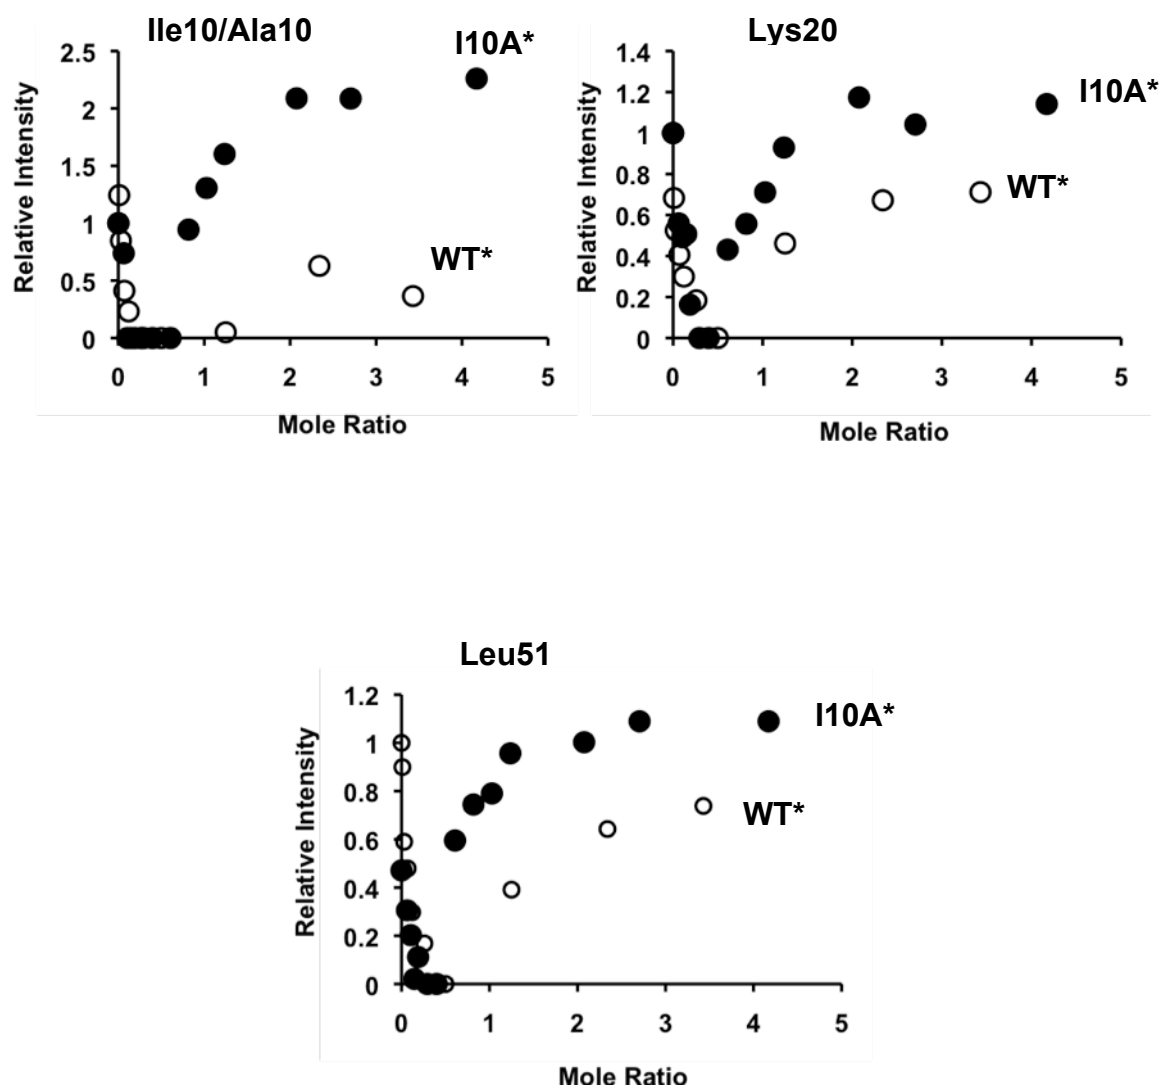 Ile10/Ala10
I10A*
WT*
Relative Intensity
2.5
2
1.5
1
0.5
0
0 1 2 3 4 5
Mole Ratio
Lys20
I10A*
WT*
Relative Intensity
1.4
1.2
1
0.8
0.6
0.4
0.2
0
0 1 2 3 4 5
Mole Ratio
Leu51
I10A*
WT*
Relative Intensity
1.2
1
0.8
0.6
0.4
0.2
0
0 1 2 3 4 5
Mole Ratio